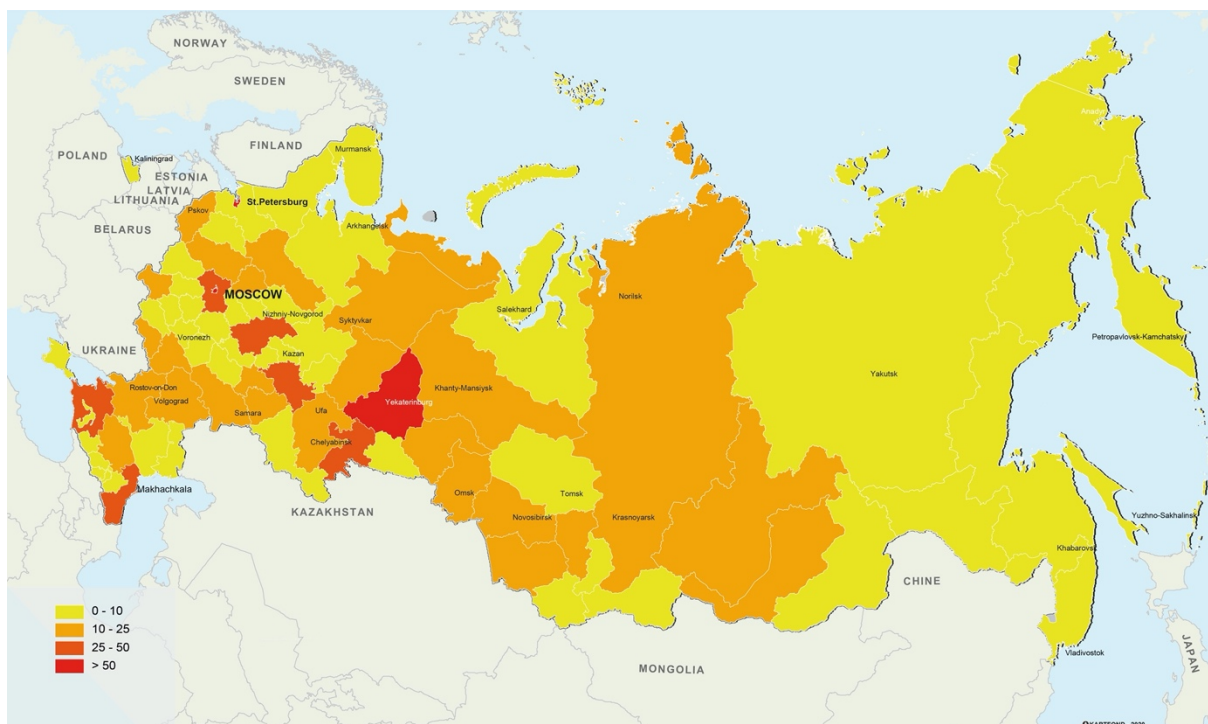 NORWAY
SWEDEN
FINLAND
POLAND
Kaliningrad
ESTONIA
LATVIA
LITHUANIA
BELARUS
UKRAINE
Murmansk
St.Petersburg
Pskov
Arkhangelsk
MOSCOW
Nizhniy-Novgorod
Syktyvkar
Salekhard
Norilsk
Anadyr
Voronezh
Kazan
Petropavlovsk-Kamchatsky
Yakutsk
Rostov-on-Don
Volgograd
Samara
Ufa
Yekaterinburg
Khanty-Mansiysk
Chelyabinsk
Makhachkala
KAZAKHSTAN
Omsk
Novosibirsk
Tomsk
Krasnoyarsk
Yuzhno-Sakhalinsk
Khabarovsk
CHINE
Vladivostok
MONGOLIA
JAPAN
0 - 10
10 - 25
25 - 50
> 50